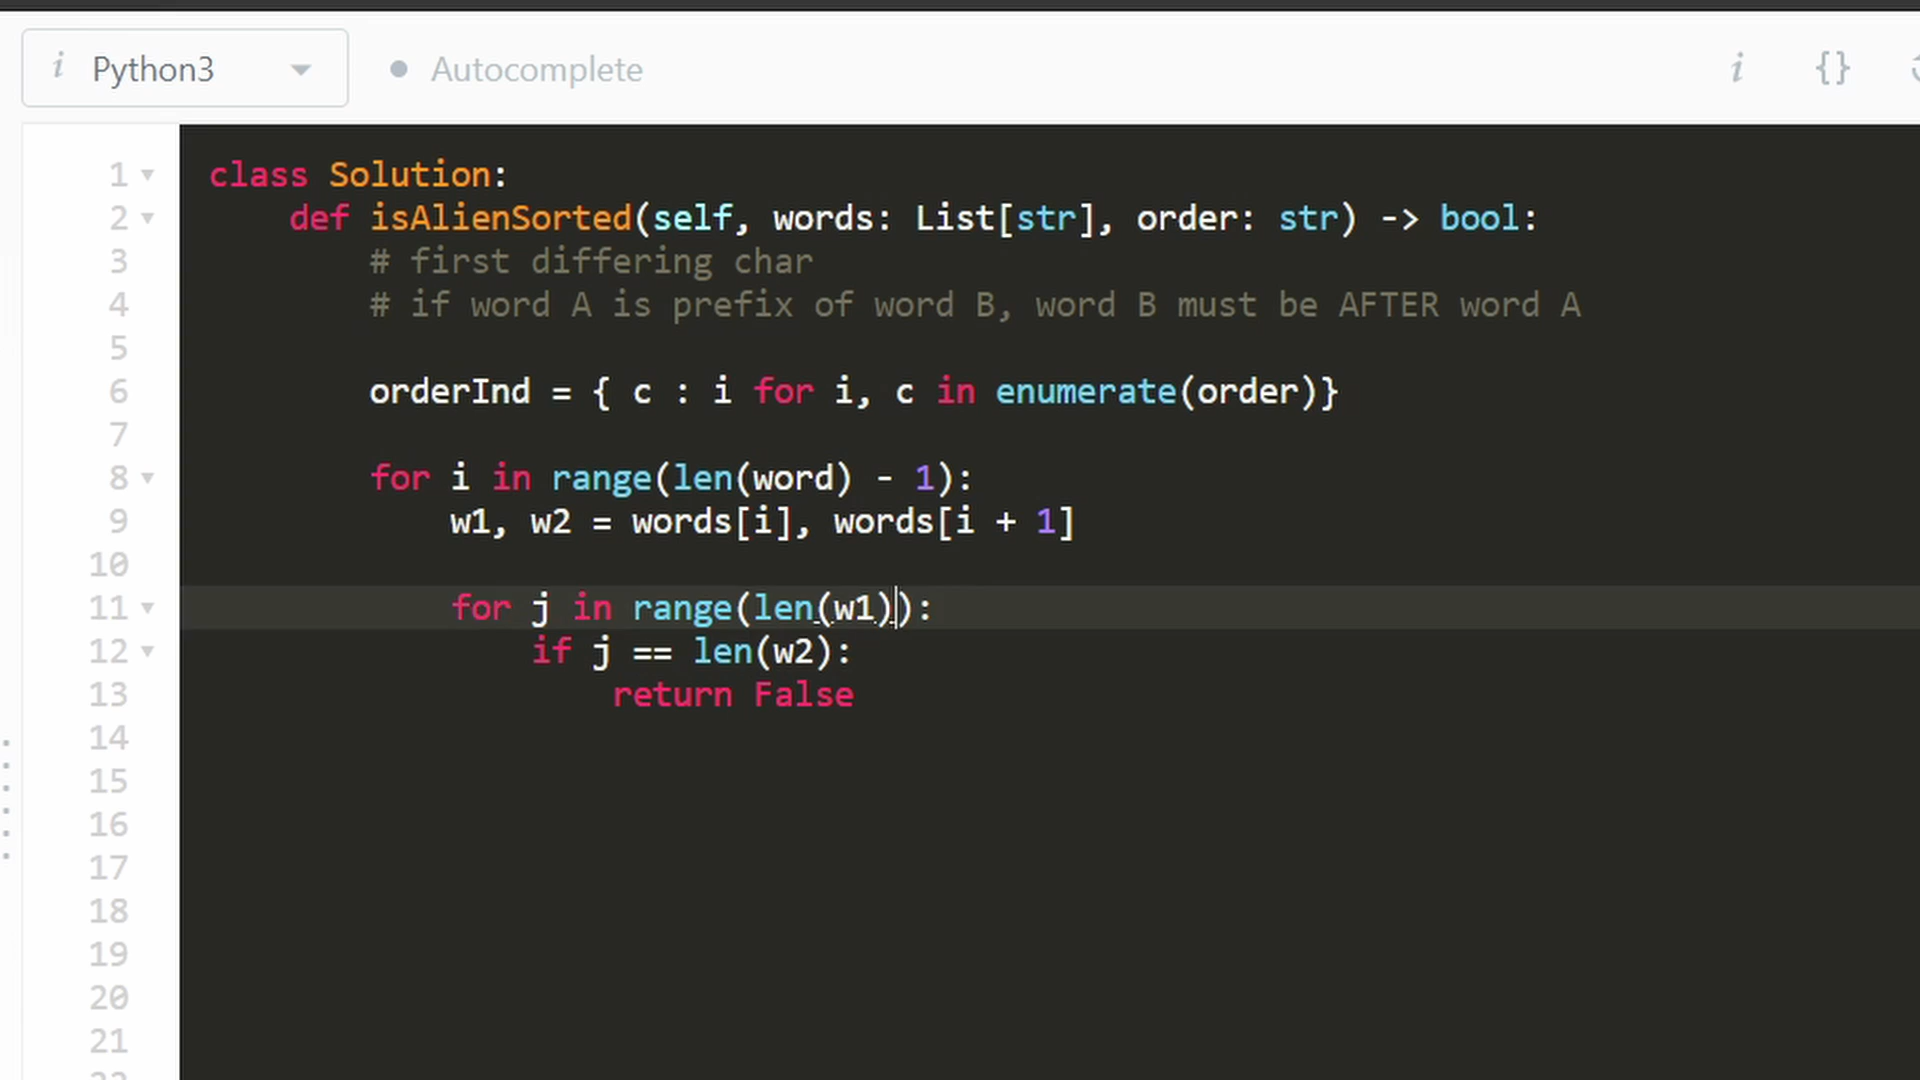 i Python3 Autocomplete i {}
1 class Solution:
2 def isAlienSorted(self, words: List[str], order: str) -> bool:
3 # first differing char
4 # if word A is prefix of word B, word B must be AFTER word A
5
6 orderInd = { c : i for i, c in enumerate(order)}
7
8 for i in range(len(word) - 1):
9 w1, w2 = words[i], words[i + 1]
10
11 for j in range(len(w1)):
12 if j == len(w2):
13 return False
14
15
16
17
18
19
20
21